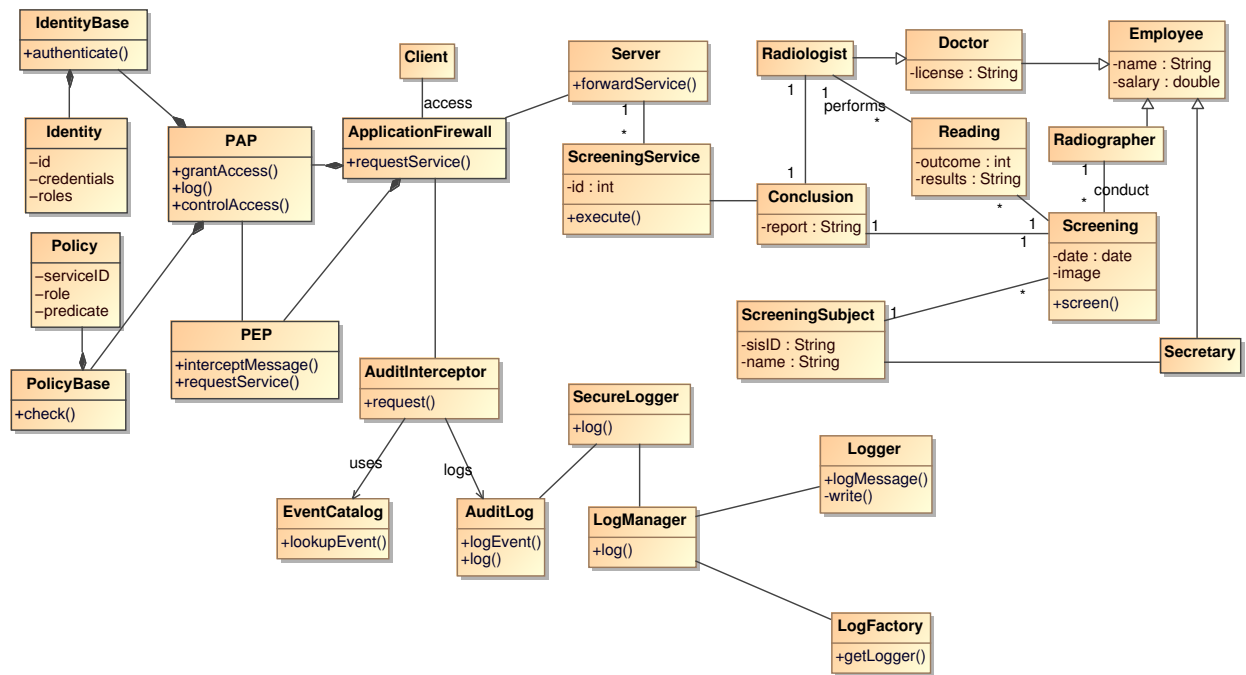 IdentityBase
+authenticate()
Identity
–id
–credentials
–roles
Policy
–serviceID
–role
–predicate
PolicyBase
+check()
PAP
+grantAccess()
+log()
+controlAccess()
PEP
+interceptMessage()
+requestService()
Client
access
ApplicationFirewall
+requestService()
AuditInterceptor
+request()
uses
logs
EventCatalog
+lookupEvent()
AuditLog
+logEvent()
+log()
Server
+forwardService()
1
*
ScreeningService
-id : int
+execute()
SecureLogger
+log()
LogManager
+log()
Logger
+logMessage()
-write()
LogFactory
+getLogger()
Radiologist
1
1
performs
*
1
Conclusion
-report : String
1
1
Doctor
-license : String
Employee
-name : String
-salary : double
Reading
-outcome : int
-results : String
*
1
Radiographer
1
conduct
*
Screening
-date : date
-image
+screen()
*
1
ScreeningSubject
-sisID : String
-name : String
Secretary